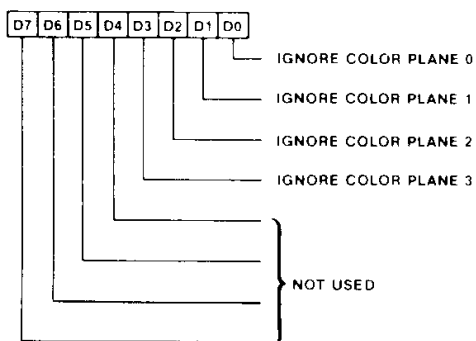 D7 D6 D5 D4 D3 D2 D1 D0
IGNORE COLOR PLANE 0
IGNORE COLOR PLANE 1
IGNORE COLOR PLANE 2
IGNORE COLOR PLANE 3
NOT USED